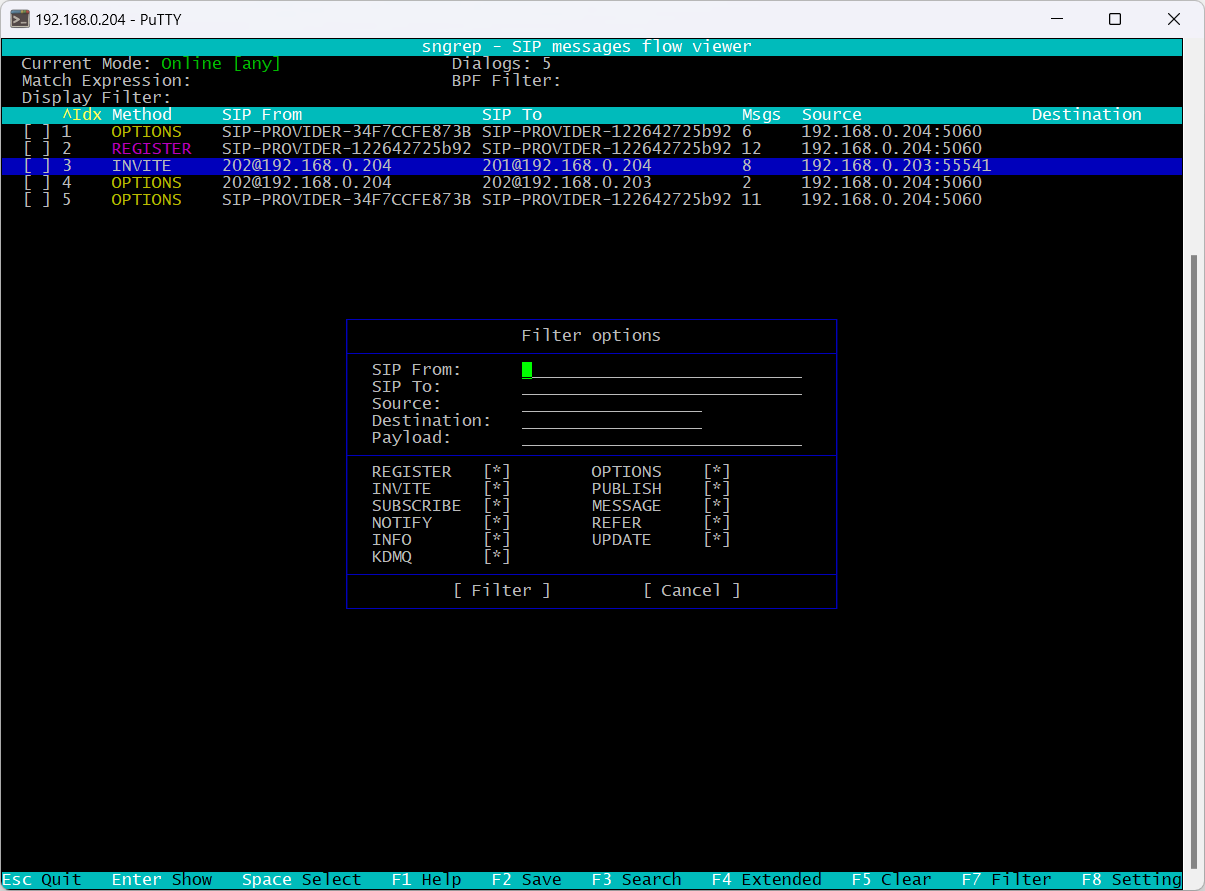 192.168.0.204 - PuTTY
sngrep - SIP messages flow viewer
Current Mode: Online [any] Dialogs: 5
Match Expression: BPF Filter:
Display Filter:
^Idx Method SIP From SIP To Msgs Source Destination
[ ] 1 OPTIONS SIP-PROVIDER-34F7CCFE873B SIP-PROVIDER-122642725b92 6 192.168.0.204:5060
[ ] 2 REGISTER SIP-PROVIDER-34F7CCFE873B SIP-PROVIDER-122642725b92 12 192.168.0.204:5060
[ ] 3 INVITE 202@192.168.0.204 201@192.168.0.204 8 192.168.0.203:55541
[ ] 4 OPTIONS 202@192.168.0.204 202@192.168.0.203 2 192.168.0.204:5060
[ ] 5 OPTIONS SIP-PROVIDER-34F7CCFE873B SIP-PROVIDER-122642725b92 11 192.168.0.204:5060
Filter options
SIP From:
SIP To:
Source:
Destination:
Payload:
REGISTER [*] OPTIONS [*]
INVITE [*] PUBLISH [*]
SUBSCRIBE [*] MESSAGE [*]
NOTIFY [*] REFER [*]
INFO [*] UPDATE [*]
KDMQ [*]
[ Filter ] [ Cancel ]
Esc Quit Enter Show Space Select F1 Help F2 Save F3 Search F4 Extended F5 Clear F7 Filter F8 Setting